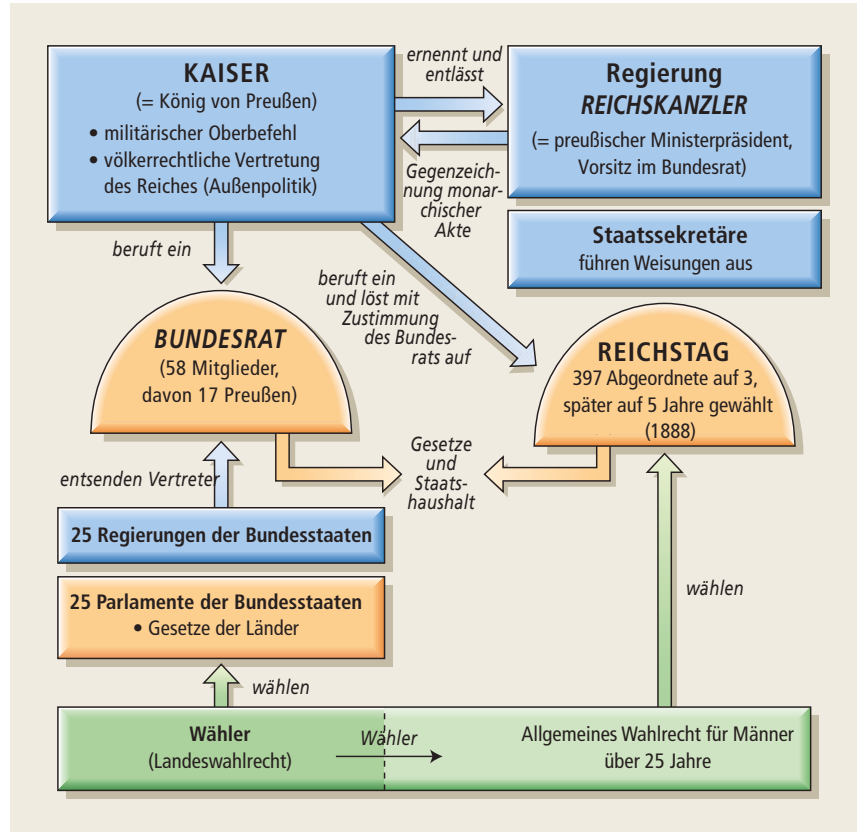 KAISER
(= König von Preußen)
• militärischer Oberbefehl
• völkerrechtliche Vertretung
des Reiches (Außenpolitik)
ernennt und
entlässt
Regierung
REICHSKANZLER
(= preußischer Ministerpräsident,
Vorsitz im Bundesrat)
Gegenzeich-
nung monar-
chischer
Akte
Staatssekretäre
führen Weisungen aus
beruft ein
beruft ein
und löst mit
Zustimmung
des Bundes-
rats auf
BUNDESRAT
(58 Mitglieder,
davon 17 Preußen)
REICHSTAG
397 Abgeordnete auf 3,
später auf 5 Jahre gewählt
(1888)
Gesetze
und
Staats-
haushalt
entsenden Vertreter
25 Regierungen der Bundesstaaten
25 Parlamente der Bundesstaaten
• Gesetze der Länder
wählen
wählen
Wähler
(Landeswahlrecht)
Wähler
Allgemeines Wahlrecht für Männer
über 25 Jahre